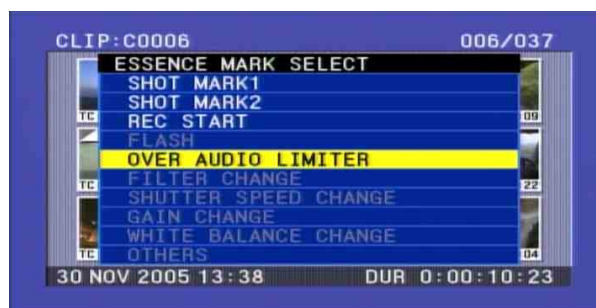 CLIP:C0006 006/037
ESSENCE MARK SELECT
SHOT MARK1
SHOT MARK2
TC REC START 09
FLASH
OVER AUDIO LIMITER
TC FILTER CHANGE 22
SHUTTER SPEED CHANGE
GAIN CHANGE
WHITE BALANCE CHANGE
TC OTHERS 04
30 NOV 2005 13:38 DUR 0:00:10:23